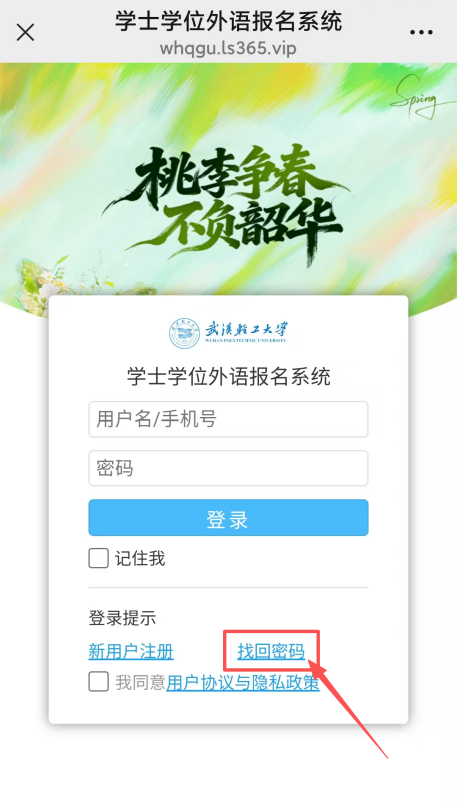 学士学位外语报名系统
whqgu.ls365.vip
Spring
桃李争春
不负韶华
武汉轻工大学
WUHAN POLYTECHNIC UNIVERSITY
学士学位外语报名系统
用户名/手机号
密码
登录
记住我
登录提示
新用户注册 找回密码
我同意用户协议与隐私政策